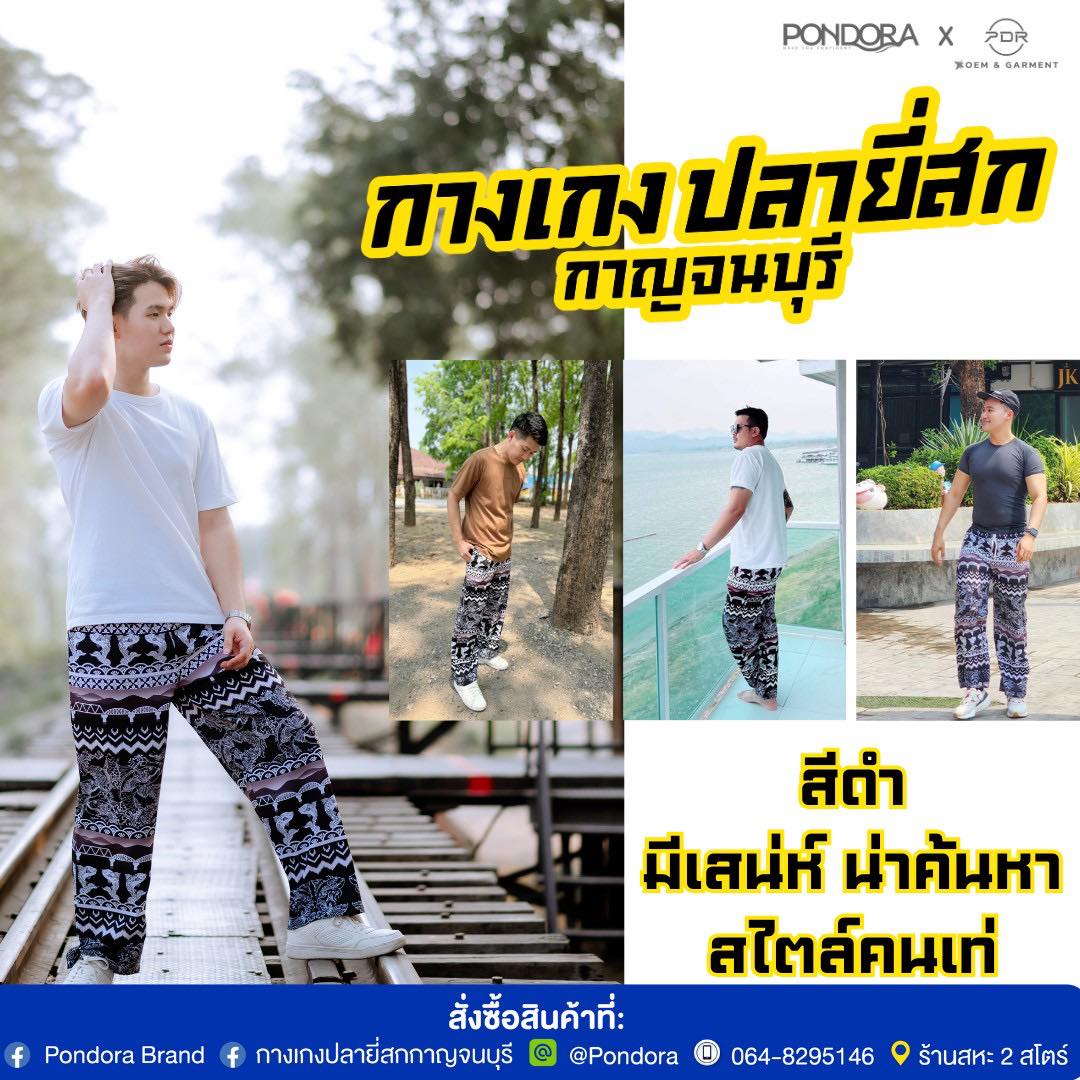 PONDORA X PDR
MAKE YOU CONFIDENT
OEM & GARMENT
กางเกง ปลายี่สก
กาญจนบุรี
JK
สีดำ
มีเสน่ห์ น่าค้นหา
สไตล์คนเท่
สั่งซื้อสินค้าที่:
Pondora Brand กางเกงปลายี่สกกาญจนบุรี @Pondora 064-8295146 ร้านสหะ 2 สโตร์